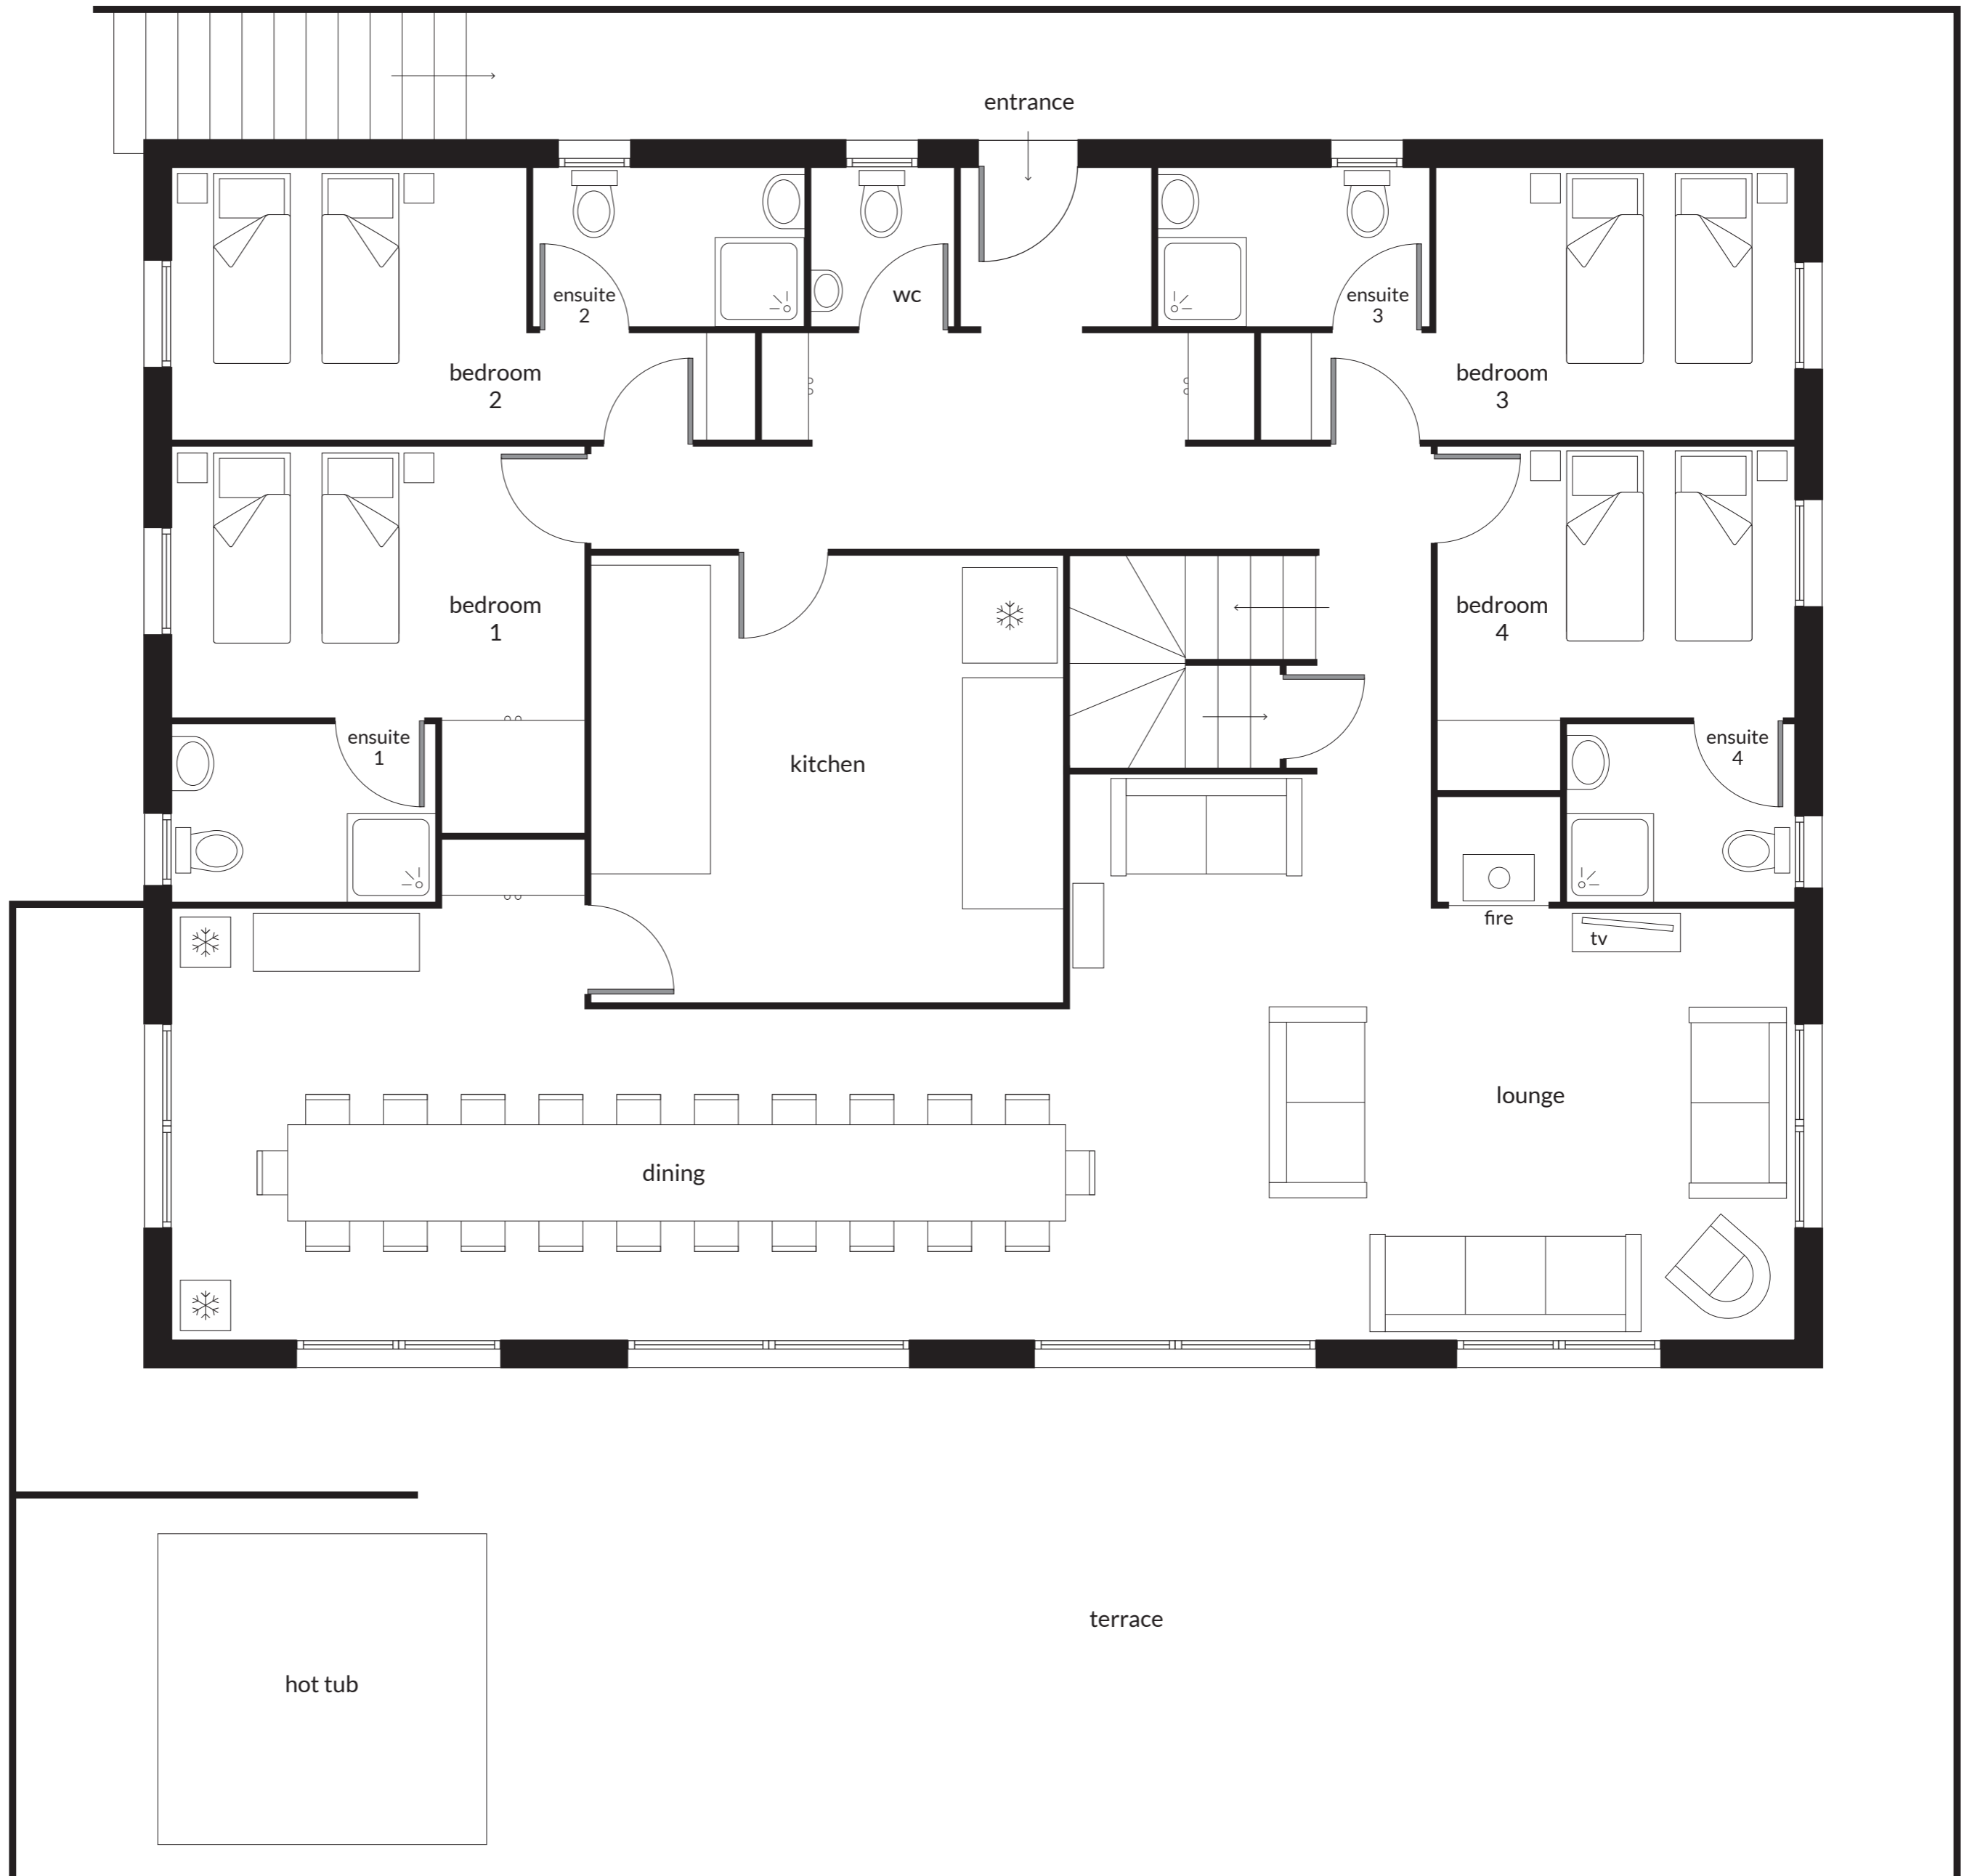 entrance
ensuite
2
wc
ensuite
3
bedroom
2
bedroom
3
bedroom
1
bedroom
4
ensuite
1
kitchen
ensuite
4
fire
tv
lounge
dining
terrace
hot tub